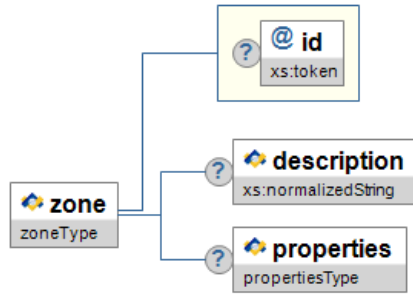 ? @ id
xs:token
? description
xs:normalizedString
zone
zoneType
? properties
propertiesType